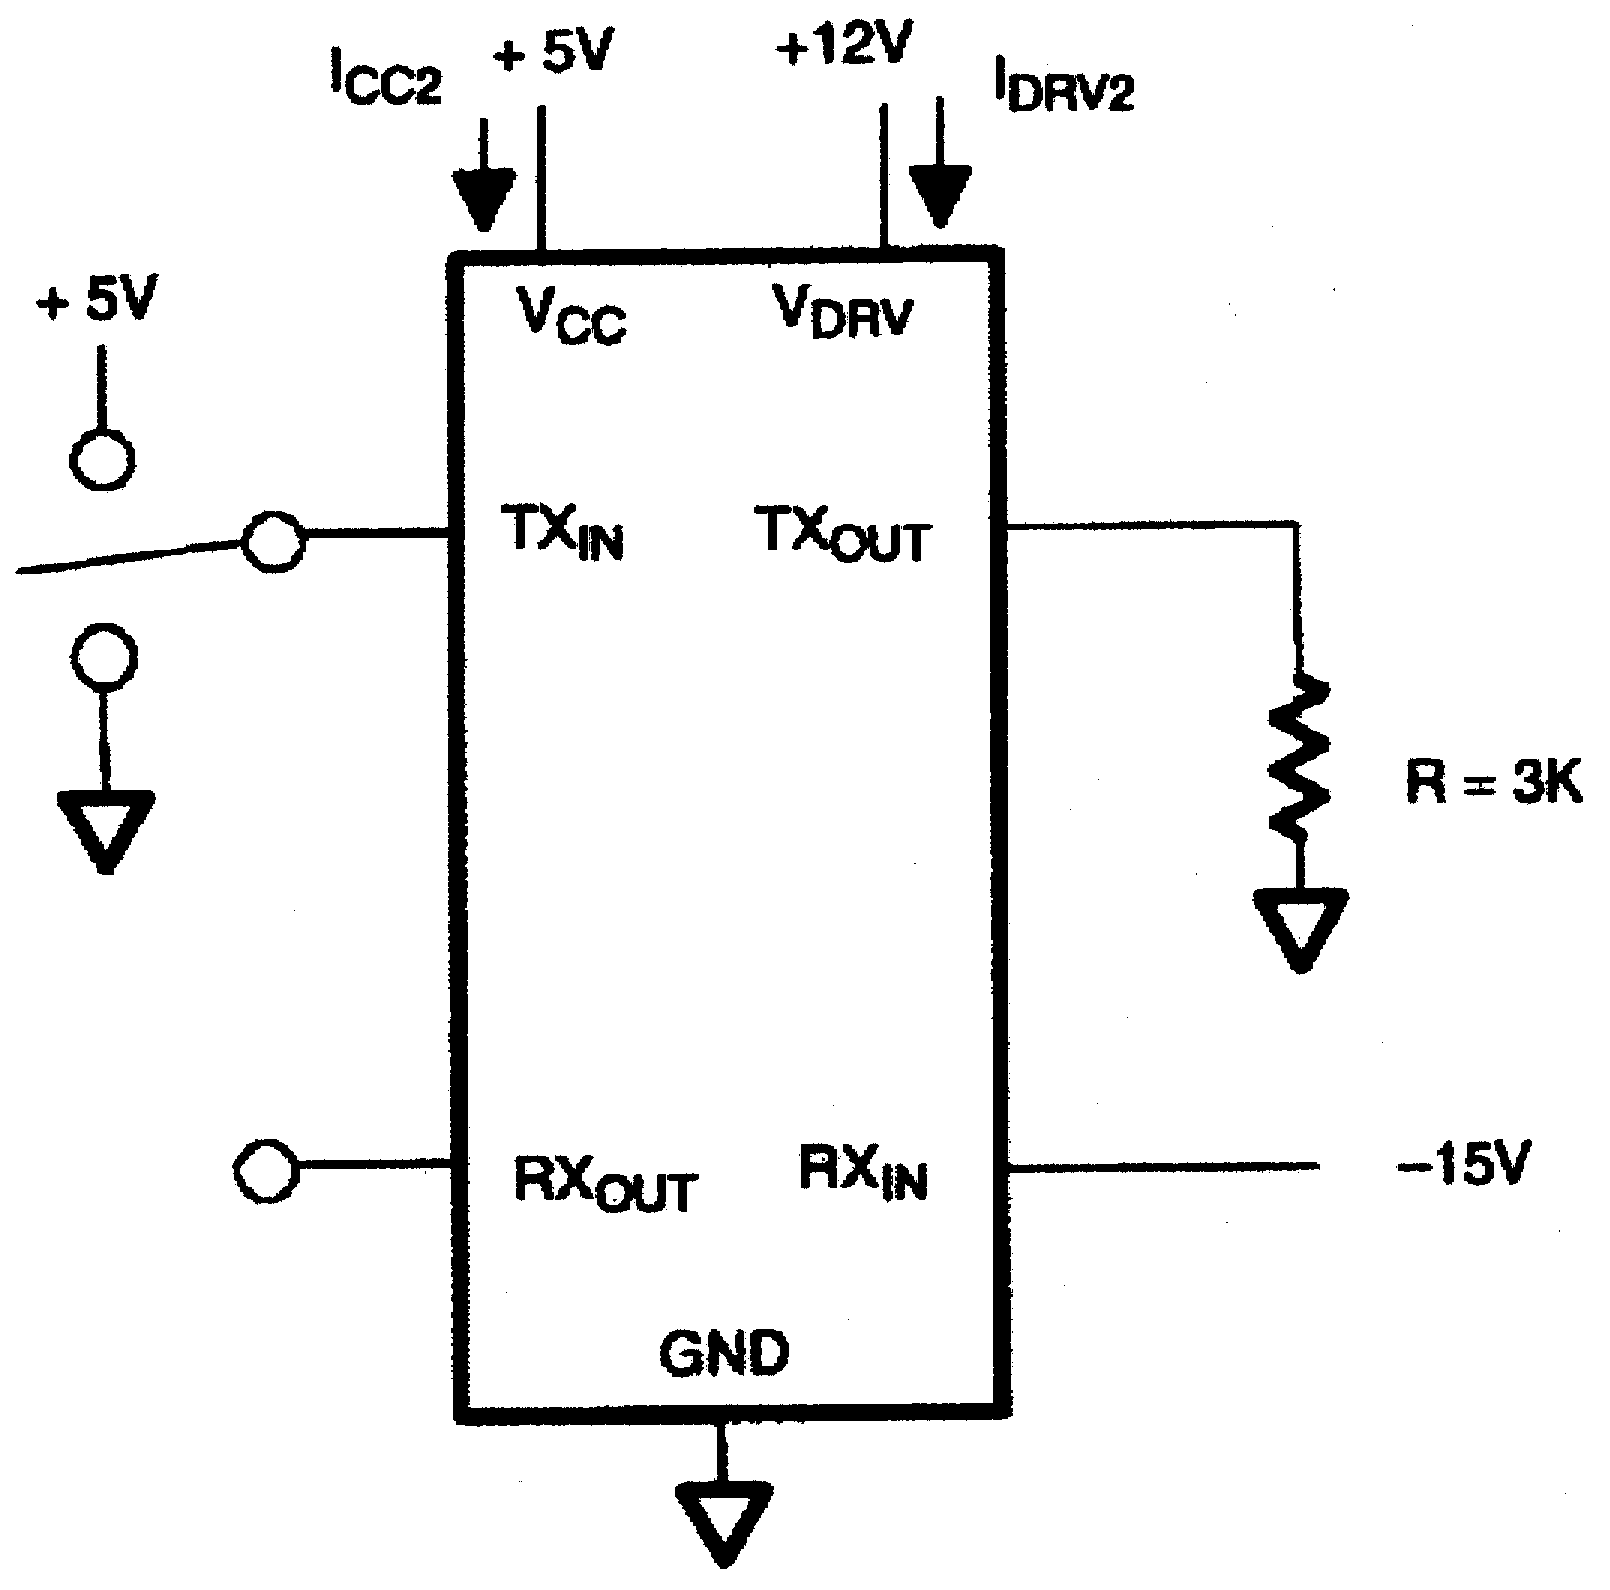 ICC2
+ 5V
+12V
IDRV2
+ 5V
VCC
VDRV
TXIN
TXOUT
R = 3K
RXOUT
RXIN
–15V
GND